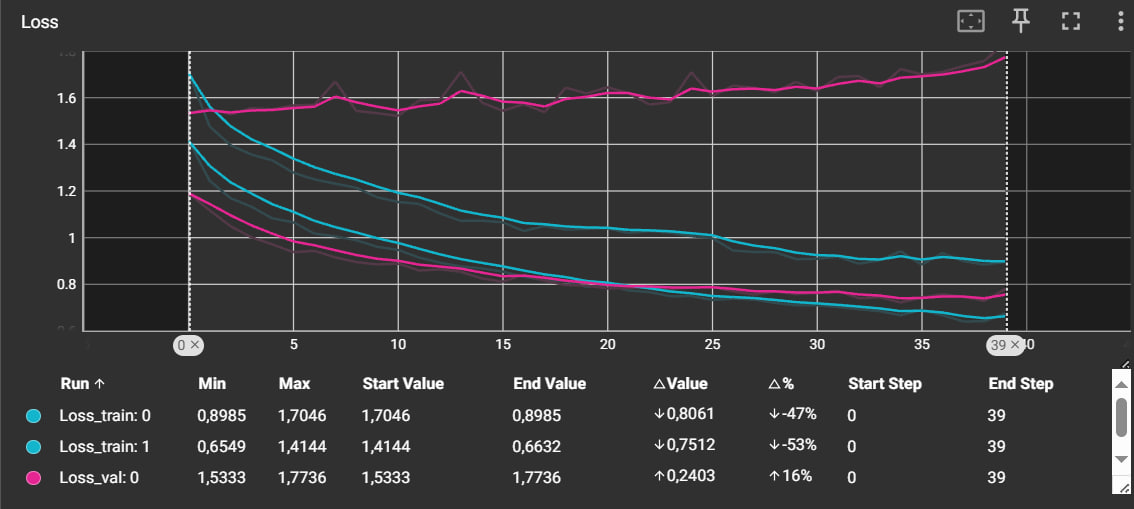 Loss
1.6
1.4
1.2
1
0.8
0 × 5 10 15 20 25 30 35 39 × 40
Run ↑ Min Max Start Value End Value △Value △% Start Step End Step
Loss_train: 0 0,8985 1,7046 1,7046 0,8985 ↓0,8061 ↓-47% 0 39
Loss_train: 1 0,6549 1,4144 1,4144 0,6632 ↓0,7512 ↓-53% 0 39
Loss_val: 0 1,5333 1,7736 1,5333 1,7736 ↑0,2403 ↑16% 0 39